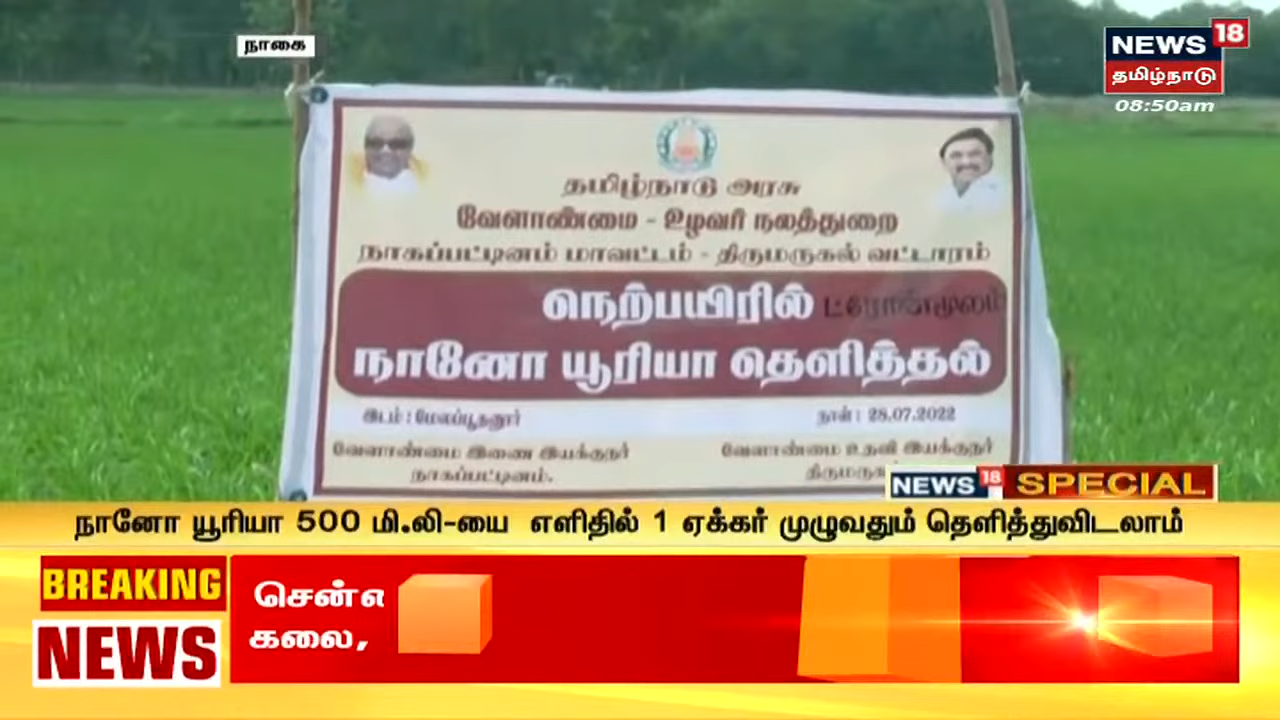 நாகை
NEWS 18
தமிழ்நாடு
08:50am
தமிழ்நாடு அரசு
வேளாண்மை - உழவர் நலத்துறை
நாகப்பட்டினம் மாவட்டம் - திருமருகல் வட்டாரம்
நெற்பயிரில் ட்ரோன்மூலம்
நானோ யூரியா தெளித்தல்
இடம் : மேலப்பூதனூர்
நாள் : 28.07.2022
வேளாண்மை இணை இயக்குநர்
நாகப்பட்டினம்.
வேளாண்மை உதவி இயக்குநர்
NEWS 18 SPECIAL
நானோ யூரியா 500 மி.லி-யை எளிதில் 1 ஏக்கர் முழுவதும் தெளித்துவிடலாம்
BREAKING
NEWS
கலை,